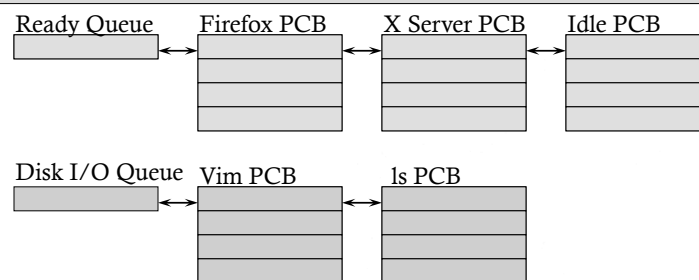 Ready Queue Firefox PCB X Server PCB Idle PCB
Disk I/O Queue Vim PCB ls PCB